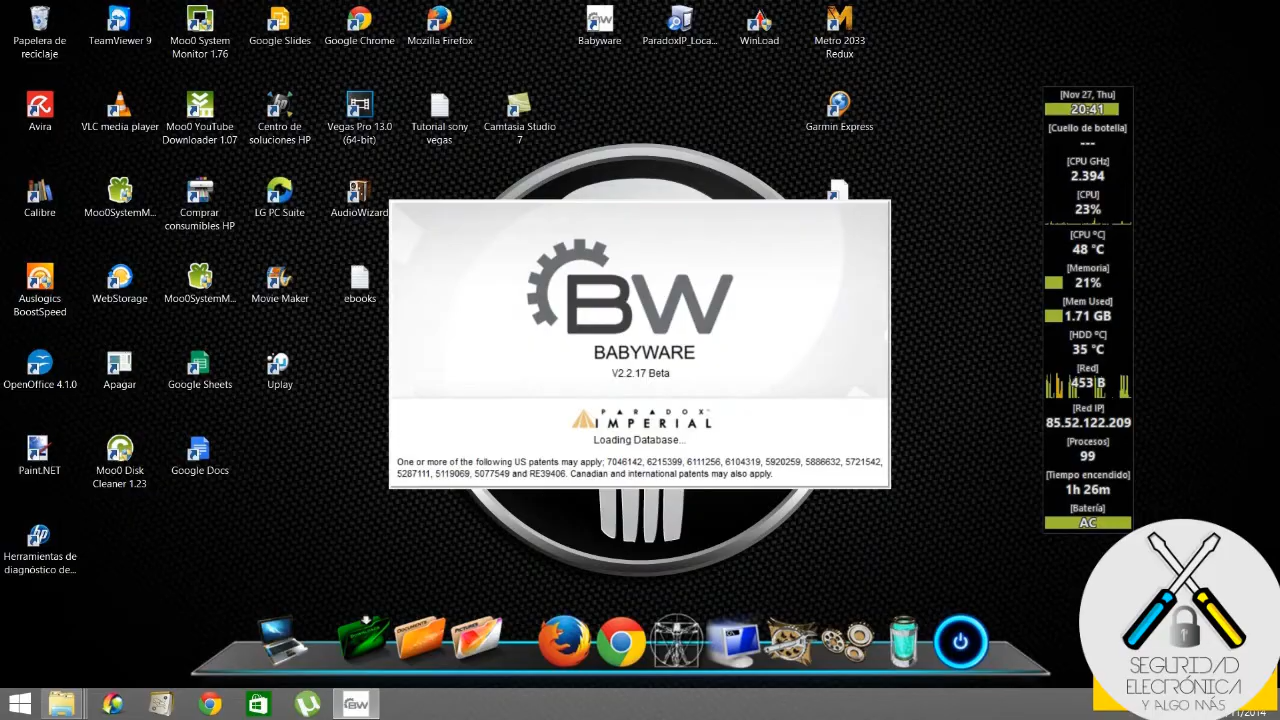 Papelera de
reciclaje
TeamViewer 9
Moo0 System
Monitor 1.76
Google Slides
Google Chrome
Mozilla Firefox
Babyware
ParadoxIP_Loca...
WinLoad
Metro 2033
Redux
Avira
VLC media player
Moo0 YouTube
Downloader 1.07
Centro de
soluciones HP
Vegas Pro 13.0
(64-bit)
Tutorial sony
vegas
Camtasia Studio
7
Garmin Express
Calibre
Moo0SystemM...
Comprar
consumibles HP
LG PC Suite
AudioWizard
Auslogics
BoostSpeed
WebStorage
Moo0SystemM...
Movie Maker
ebooks
OpenOffice 4.1.0
Apagar
Google Sheets
Uplay
Paint.NET
Moo0 Disk
Cleaner 1.23
Google Docs
Herramientas de
diagnóstico de...
BW
BABYWARE
V2.2.17 Beta
PARADOX™
IMPERIAL
Loading Database...
One or more of the following US patents may apply; 7046142, 6215399, 6111256, 6104319, 5920259, 5886632, 5721542,
5287111, 5119069, 5077549 and RE39406. Canadian and international patents may also apply.
[Nov 27, Thu]
20:41
[Cuello de botella]
---
[CPU GHz]
2.394
[CPU]
23%
[CPU ºC]
48 °C
[Memoria]
21%
[Mem Used]
1.71 GB
[HDD ºC]
35 °C
[Red]
453 B
[Red IP]
85.52.122.209
[Procesos]
99
[Tiempo encendido]
1h 26m
[Batería]
AC
DOCUMENTS
PICTURES
BW
SEGURIDAD
ELECTRÓNICA
Y ALGO MÁS
11/2014